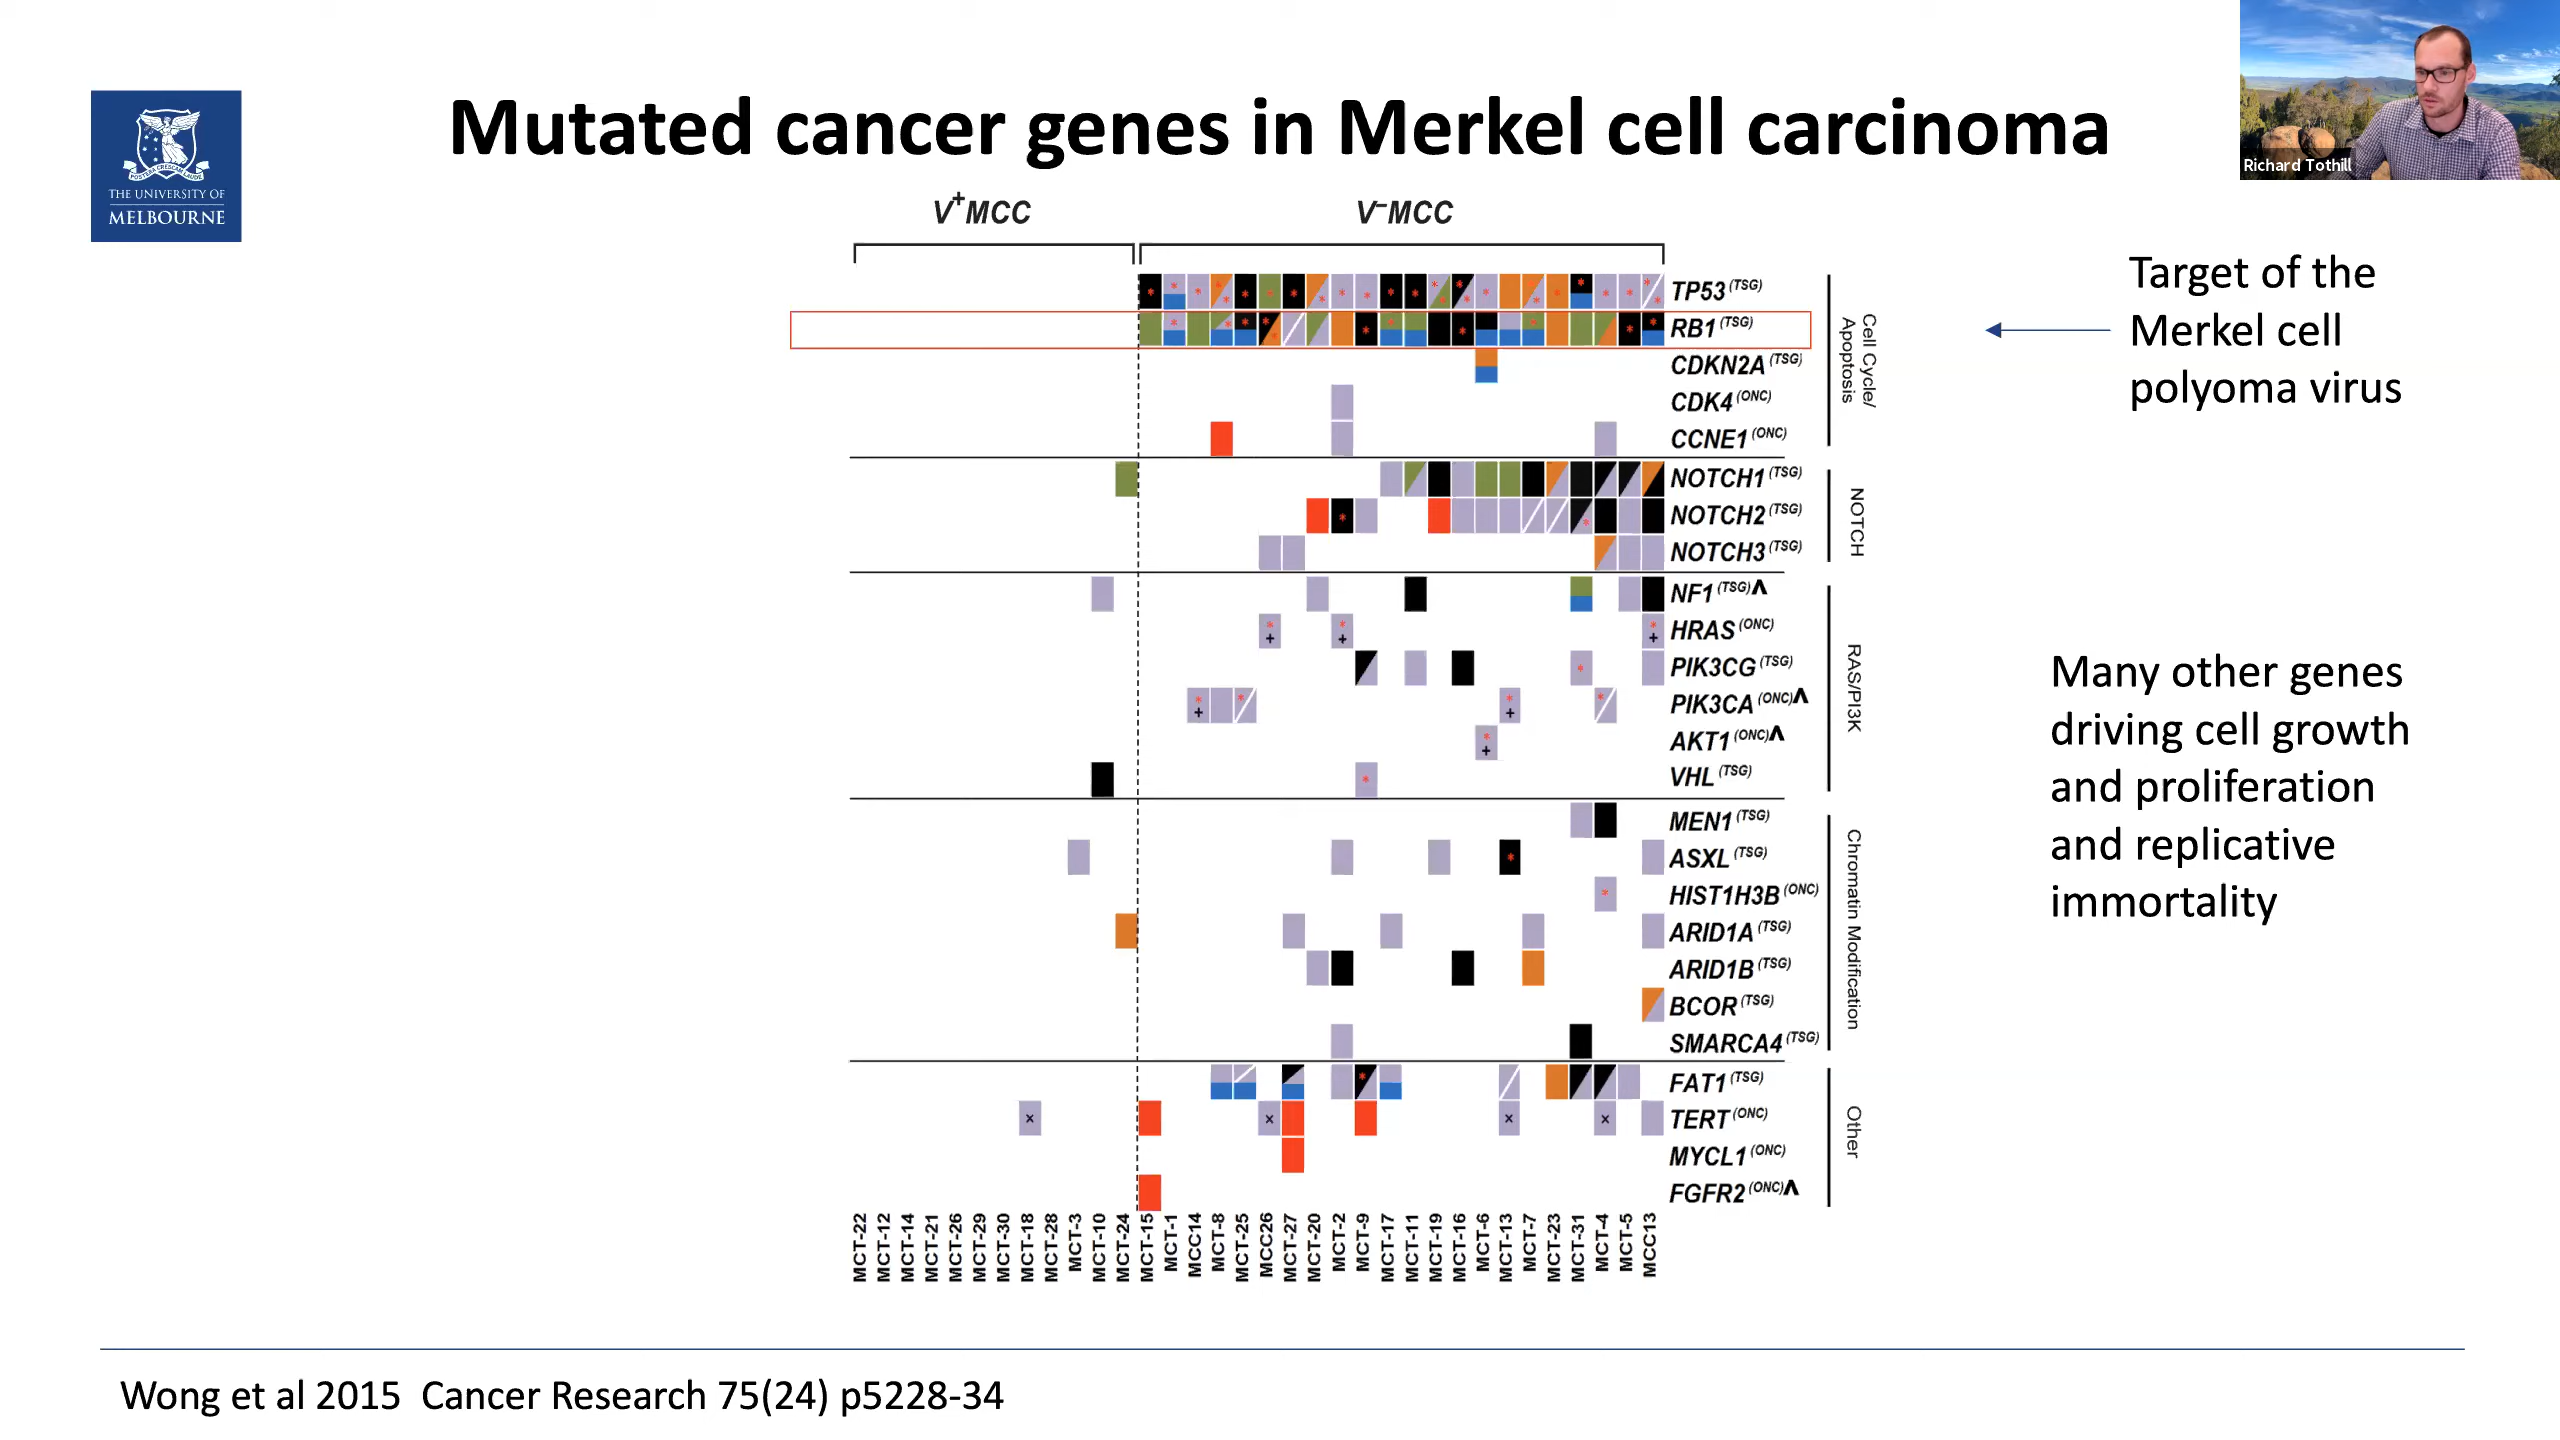 Mutated cancer genes in Merkel cell carcinoma
Richard Tothill
THE UNIVERSITY OF
MELBOURNE
V+MCC
V−MCC
TP53 (TSG)
RB1 (TSG)
CDKN2A (TSG)
CDK4 (ONC)
CCNE1 (ONC)
Cell Cycle/
Apoptosis
NOTCH1 (TSG)
NOTCH2 (TSG)
NOTCH3 (TSG)
NOTCH
NF1 (TSG)Λ
HRAS (ONC)
PIK3CG (TSG)
PIK3CA (ONC)Λ
AKT1 (ONC)Λ
VHL (TSG)
RAS/PI3K
MEN1 (TSG)
ASXL (TSG)
HIST1H3B (ONC)
ARID1A (TSG)
ARID1B (TSG)
BCOR (TSG)
SMARCA4 (TSG)
Chromatin Modification
FAT1 (TSG)
TERT (ONC)
MYCL1 (ONC)
FGFR2 (ONC)Λ
Other
MCT-22
MCT-12
MCT-14
MCT-21
MCT-26
MCT-29
MCT-30
MCT-18
MCT-28
MCT-3
MCT-10
MCT-24
MCT-15
MCT-1
MCC14
MCT-8
MCT-25
MCC26
MCT-27
MCT-20
MCT-2
MCT-9
MCT-17
MCT-11
MCT-19
MCT-16
MCT-6
MCT-13
MCT-7
MCT-23
MCT-31
MCT-4
MCT-5
MCC13
Target of the
Merkel cell
polyoma virus
Many other genes
driving cell growth
and proliferation
and replicative
immortality
Wong et al 2015 Cancer Research 75(24) p5228-34